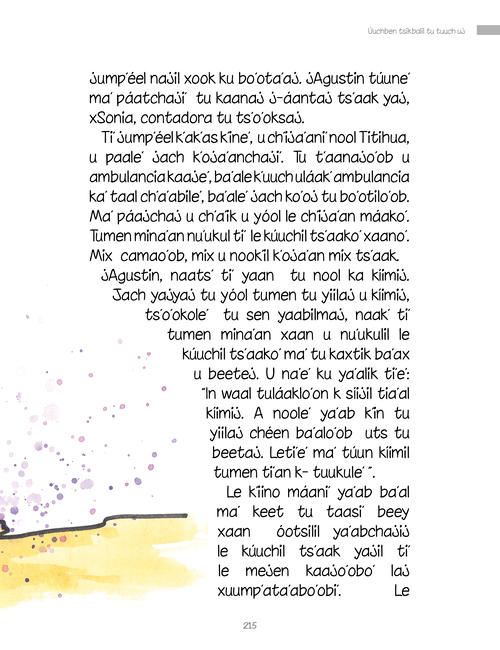 Úuchben tsikbalil tu tuuch uj
jump'éel najil xook ku bo'ota'aj. jAgustin túune'
ma' páatchaji' tu kaanaj j-áantaj ts'aak yaj,
xSonia, contadora tu ts'o'oksaj.
Ti' jump'éel k'ak'as k'iine', u ch'ija'ani nool Titihua,
u paale' jach k'oja'anchaji'. Tu t'aanajo'ob u
ambulancia kaaje', ba'ale k'uuch uláak' ambulancia
ka' taal ch'a'abile', ba'ale' jach ko'oj tu bo'otilo'ob.
Ma' páajchaj u ch'aik u yóol le ch'ija'an máako'.
Tumen mina'an nu'ukul ti' le kúuchil ts'aako' xaano'.
Mix camao'ob, mix u nookil k'oja'an mix ts'aak.
jAgustin, naats' ti' yaan tu nool ka kíimij.
Jach yajyaj tu yóol tumen tu yiilaj u kíimij,
ts'o'okole' tu sen yaabilmaj, naak' ti'
tumen mina'an xaan u nu'ukulil le
kúuchil ts'aako' ma' tu kaxtik ba'ax
u beetej. U na'e' ku ya'alik ti'e':
"In waal tuláaklo'on k síijil tia'al
kíimij. A noole' ya'ab k'iin tu
yiilaj chéen ba'alo'ob uts tu
beetaj. Leti'e' ma' túun kíimil
tumen ti'an k- tuukule' ".
Le k'iino' máani' ya'ab ba'al
ma' keet tu taasi' beey
xaan óotsilil ya'abchajij
le kúuchil ts'aak yajil ti'
le mejen kaajo'obo' laj
xuump'ata'abo'obi'. Le
215